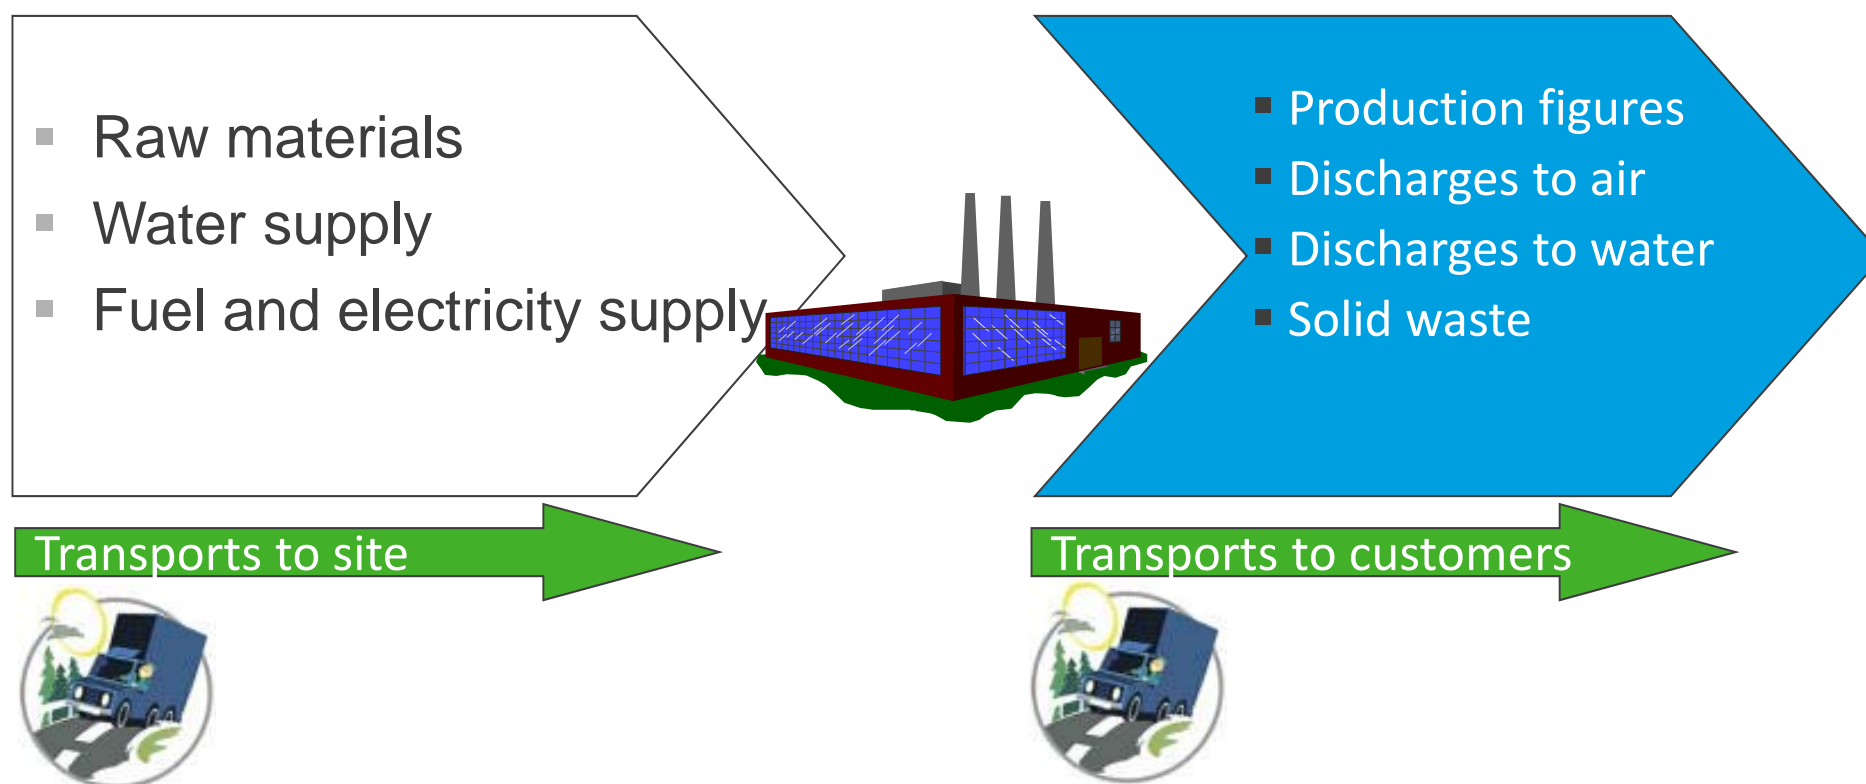 Raw materials
Water supply
Fuel and electricity supply
Production figures
Discharges to air
Discharges to water
Solid waste
Transports to site
Transports to customers